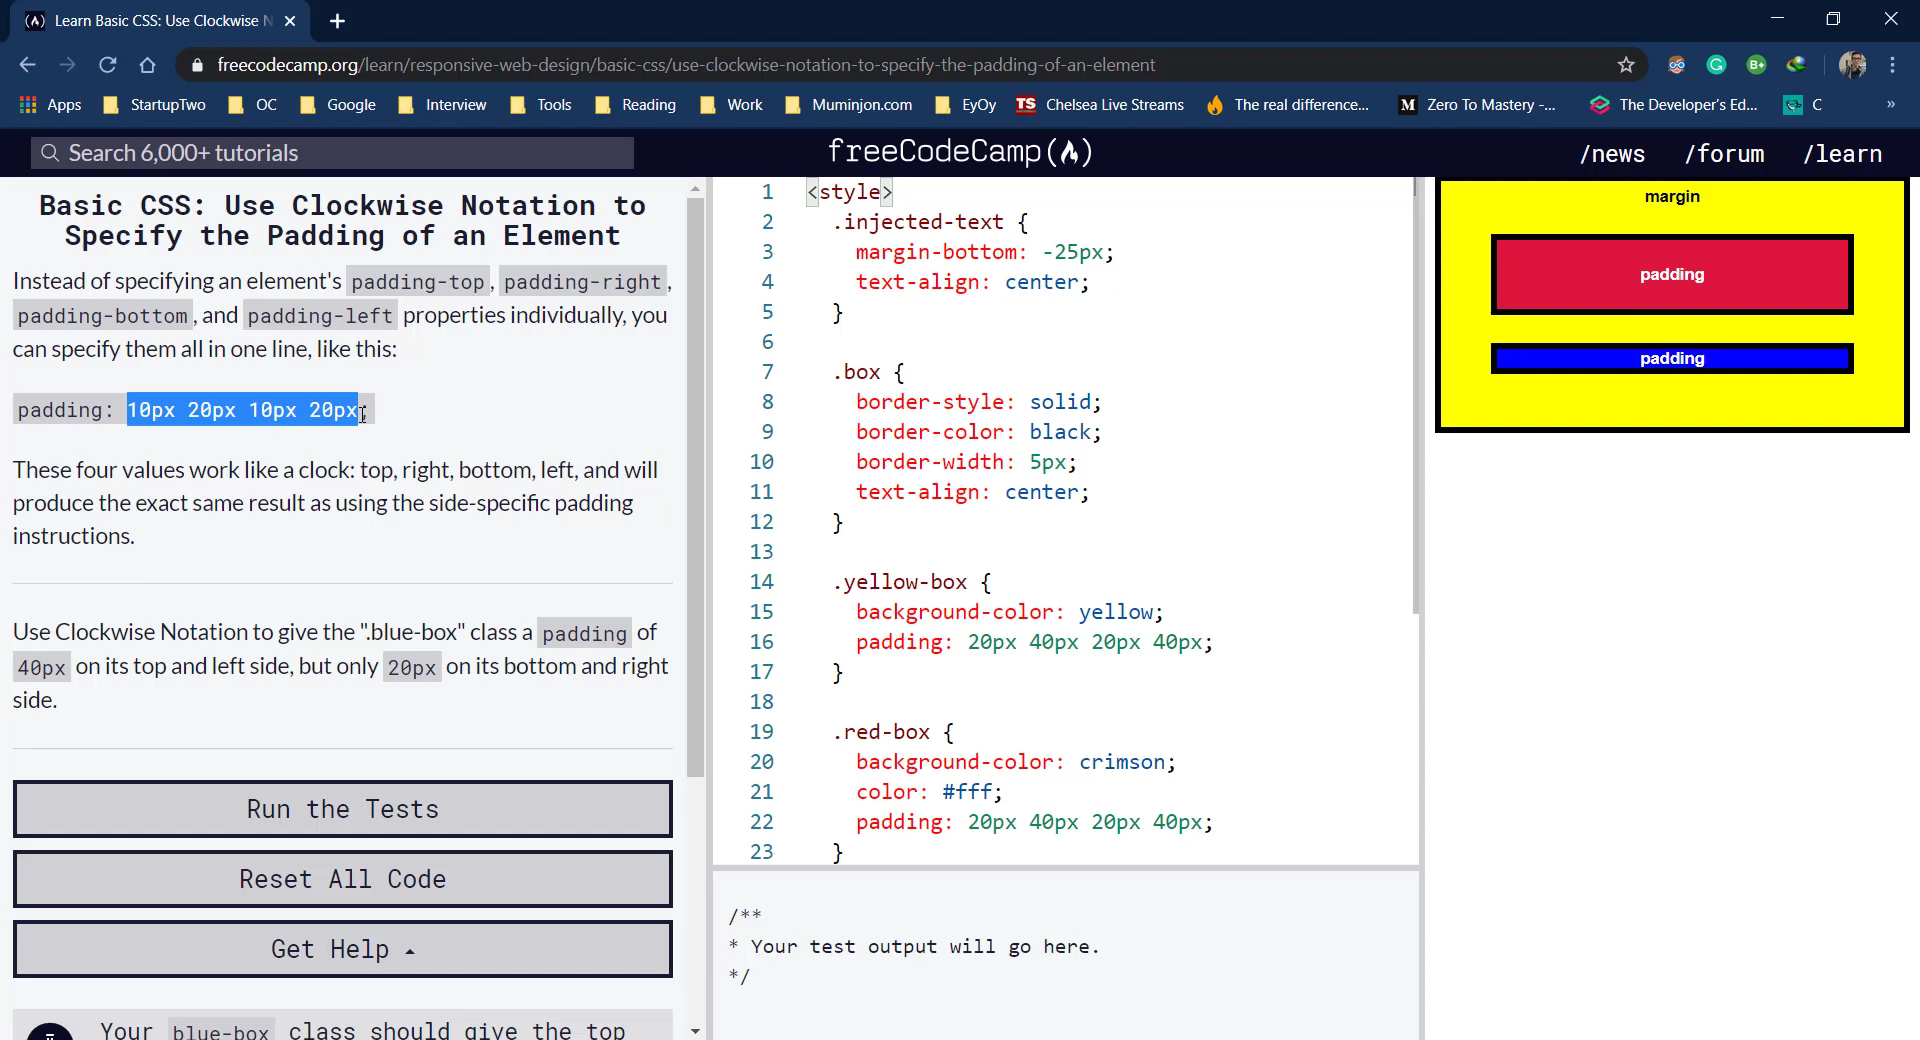 Learn Basic CSS: Use Clockwise N
freecodecamp.org/learn/responsive-web-design/basic-css/use-clockwise-notation-to-specify-the-padding-of-an-element
Apps StartupTwo OC Google Interview Tools Reading Work Muminjon.com EyOy TS Chelsea Live Streams The real difference... M Zero To Mastery -... The Developer's Ed... C »
Search 6,000+ tutorials
freeCodeCamp
/news /forum /learn
Basic CSS: Use Clockwise Notation to
Specify the Padding of an Element
Instead of specifying an element's padding-top, padding-right,
padding-bottom, and padding-left properties individually, you
can specify them all in one line, like this:
padding: 10px 20px 10px 20px;
These four values work like a clock: top, right, bottom, left, and will
produce the exact same result as using the side-specific padding
instructions.
Use Clockwise Notation to give the ".blue-box" class a padding of
40px on its top and left side, but only 20px on its bottom and right
side.
Run the Tests
Reset All Code
Get Help
Your blue-box class should give the top
1 <style>
2 .injected-text {
3 margin-bottom: -25px;
4 text-align: center;
5 }
6
7 .box {
8 border-style: solid;
9 border-color: black;
10 border-width: 5px;
11 text-align: center;
12 }
13
14 .yellow-box {
15 background-color: yellow;
16 padding: 20px 40px 20px 40px;
17 }
18
19 .red-box {
20 background-color: crimson;
21 color: #fff;
22 padding: 20px 40px 20px 40px;
23 }
/**
* Your test output will go here.
*/
margin
padding
padding